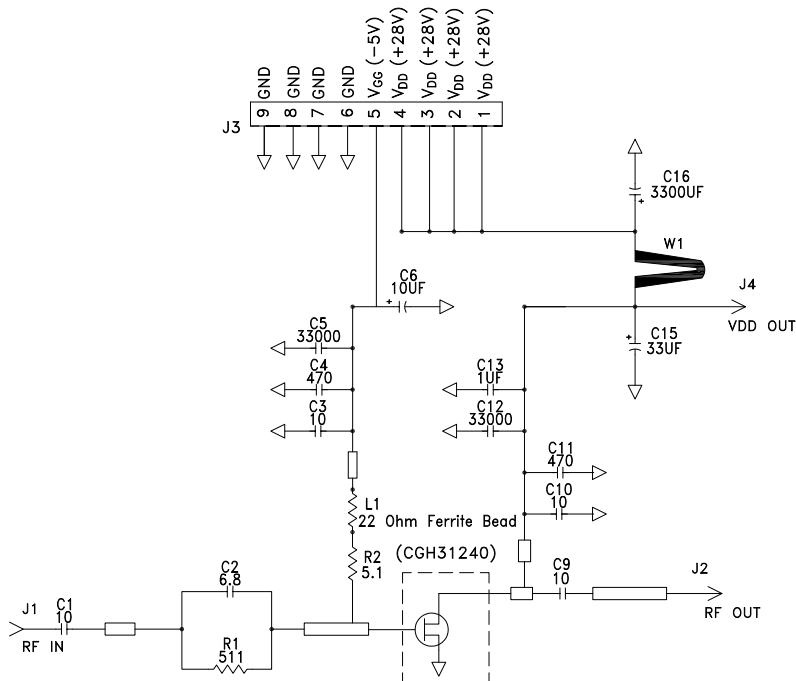 GND
GND
GND
GND
VGG (-5V)
VDD (+28V)
VDD (+28V)
VDD (+28V)
VDD (+28V)
9
8
7
6
5
4
3
2
1
J3
C16
3300UF
+
W1
J4
VDD OUT
C6
10UF
+
C15
33UF
+
C5
33000
C4
470
C3
10
C13
1UF
C12
33000
C11
470
C10
10
L1
22 Ohm Ferrite Bead
R2
5.1
(CGH31240)
C9
10
J2
RF OUT
C2
6.8
J1
C1
10
RF IN
R1
511